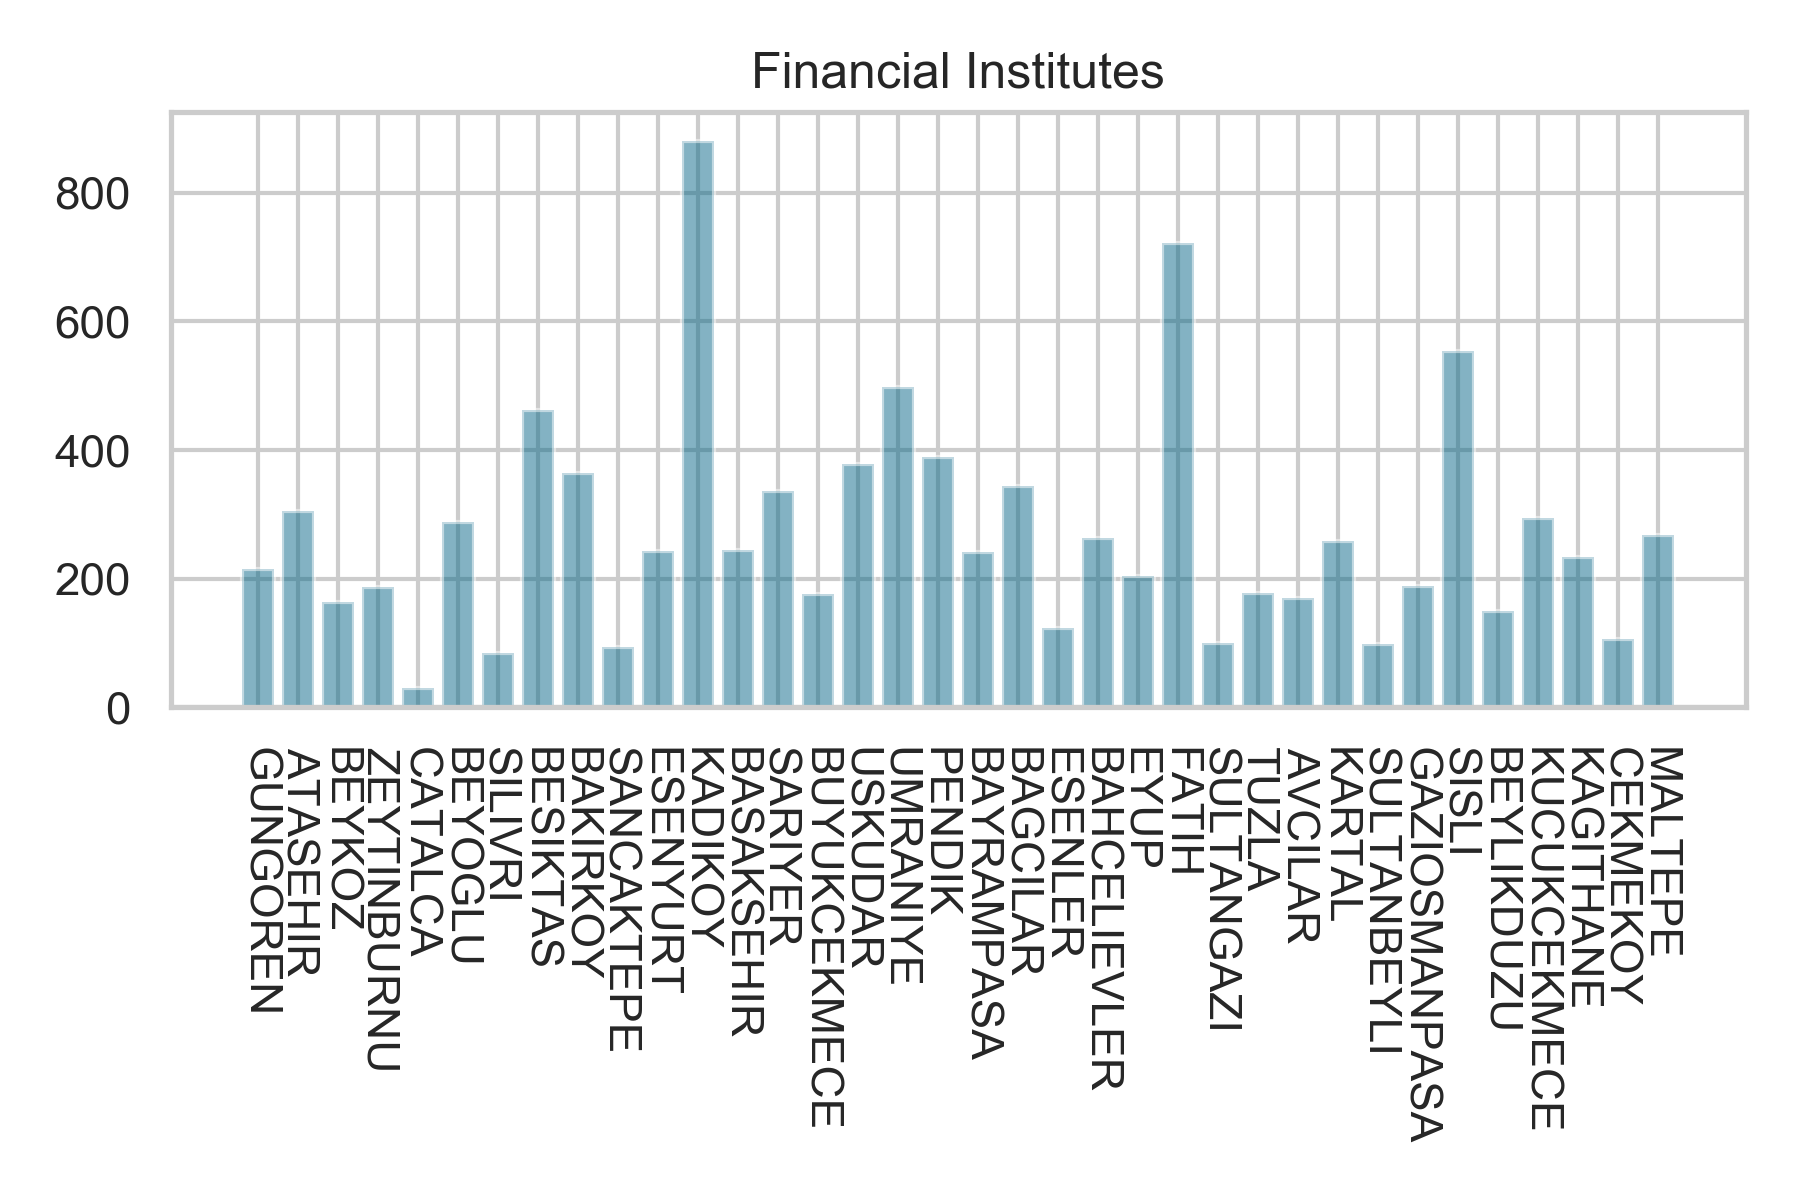 Financial Institutes
800
600
400
200
0
GUNGOREN
ATASEHIR
BEYKOZ
ZEYTINBURNU
CATALCA
BEYOGLU
SILIVRI
BESIKTAS
BAKIRKOY
SANCAKTEPE
ESENYURT
KADIKOY
BASAKSEHIR
SARIYER
BUYUKCEKMECE
USKUDAR
UMRANIYE
PENDIK
BAYRAMPASA
BAGCILAR
ESENLER
BAHCELIEVLER
EYUP
FATIH
SULTANGAZI
TUZLA
AVCILAR
KARTAL
SULTANBEYLI
GAZIOSMANPASA
SISLI
BEYLIKDUZU
KUCUKCEKMECE
KAGITHANE
CEKMEKOY
MALTEPE